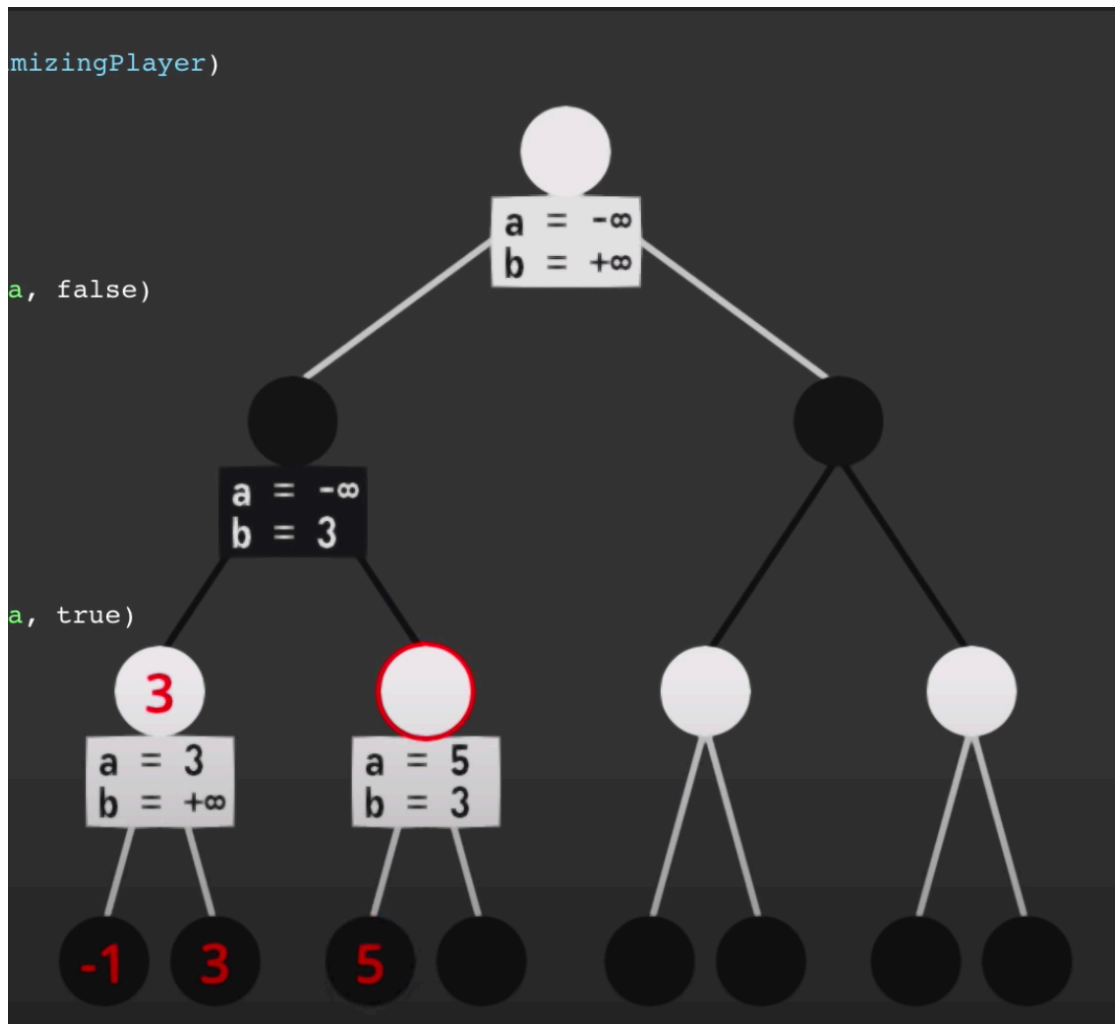 mizingPlayer)
a = -∞
b = +∞
a, false)
a = -∞
b = 3
a, true)
3
a = 3
b = +∞
a = 5
b = 3
-1
3
5